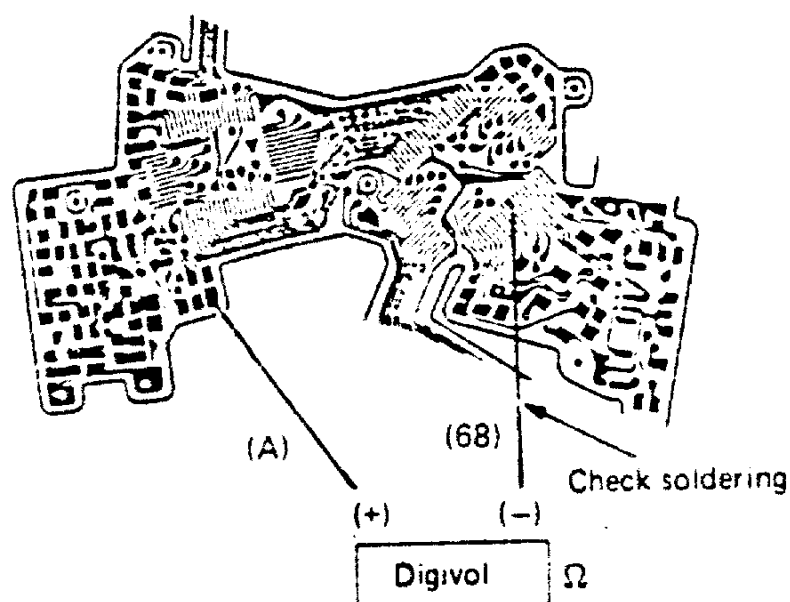 (A)
(68)
Check soldering
(+)
(−)
Digivol
Ω